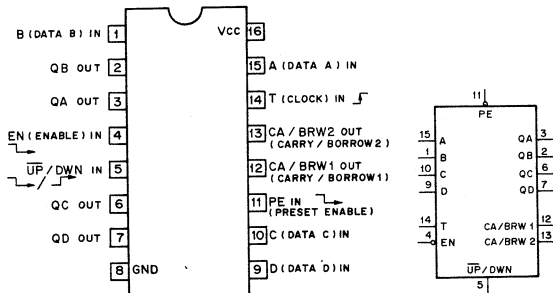 B (DATA B) IN 1
QB OUT 2
QA OUT 3
EN (ENABLE) IN 4
UP/DWN IN 5
QC OUT 6
QD OUT 7
8 GND
Vcc 16
15 A (DATA A) IN
14 T (CLOCK) IN
13 CA/BRW2 OUT
(CARRY/BORROW2)
12 CA/BRW1 OUT
(CARRY/BORROW1)
11 PE IN
(PRESET ENABLE)
10 C (DATA C) IN
9 D (DATA D) IN
11
PE
15 A QA 3
1 B QB 2
10 C QC 6
9 D QD 7
14 T CA/BRW 1 12
4 EN CA/BRW 2 13
UP/DWN
5